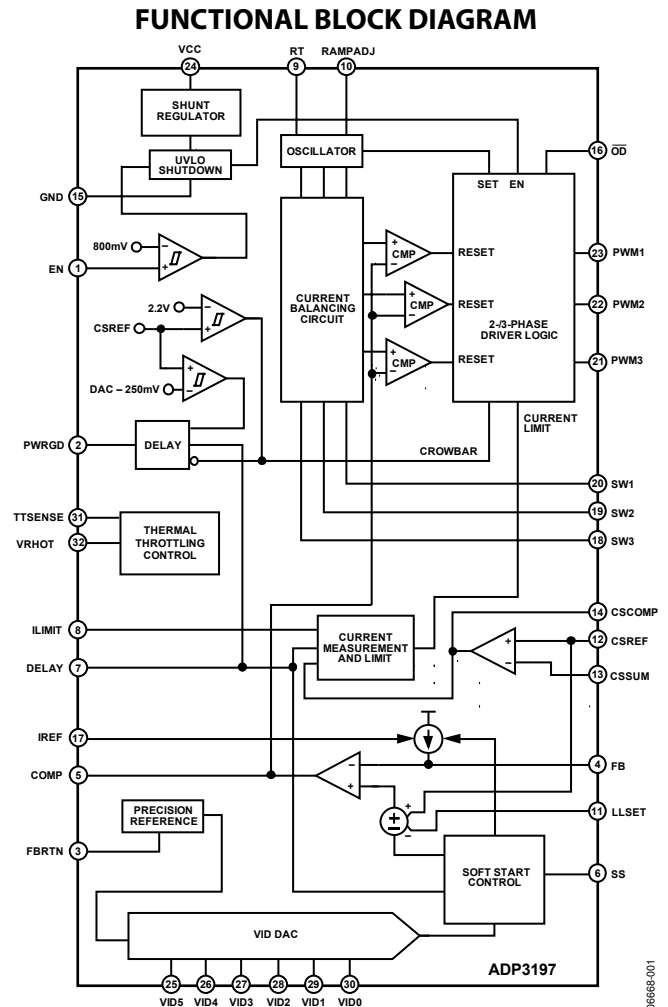 FUNCTIONAL BLOCK DIAGRAM
VCC
RT
RAMPADJ
24
9
10
SHUNT
REGULATOR
UVLO
SHUTDOWN
OSCILLATOR
16
OD
SET
EN
GND
15
800mV
–
+
EN
1
+
–
CMP
RESET
23
PWM1
2.2V
–
+
CSREF
CURRENT
BALANCING
CIRCUIT
+
–
CMP
RESET
22
PWM2
2-/3-PHASE
DRIVER LOGIC
+
–
CMP
RESET
21
PWM3
+
–
DAC – 250mV
CURRENT
LIMIT
PWRGD
2
DELAY
CROWBAR
20
SW1
19
SW2
18
SW3
TTSENSE
31
VRHOT
32
THERMAL
THROTTLING
CONTROL
14
CSCOMP
ILIMIT
8
CURRENT
MEASUREMENT
AND LIMIT
+
–
12
CSREF
DELAY
7
13
CSSUM
IREF
17
COMP
5
–
+
4
FB
+
–
±
11
LLSET
PRECISION
REFERENCE
FBRTN
3
SOFT START
CONTROL
6
SS
VID DAC
ADP3197
25
26
27
28
29
30
VID5
VID4
VID3
VID2
VID1
VID0
06668-001